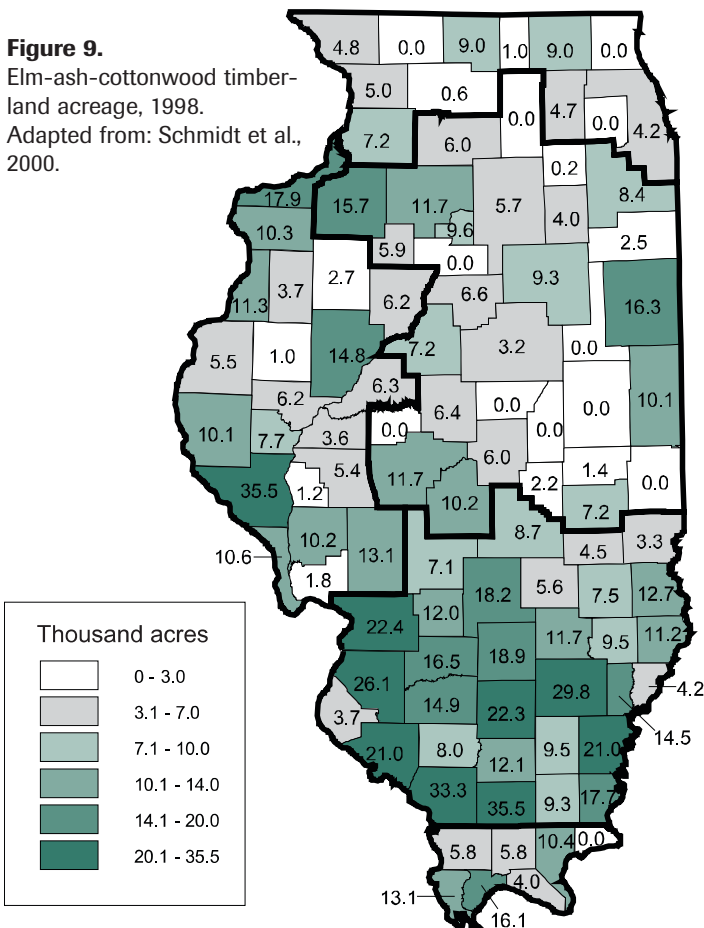 Figure 9.
Elm-ash-cottonwood timber-
land acreage, 1998.
Adapted from: Schmidt et al.,
2000.
4.8 0.0 9.0 1.0 9.0 0.0
5.0 0.6 4.7 0.0 4.2
0.0
7.2 6.0
0.2
17.9 15.7 11.7 5.7 4.0 8.4
10.3 9.6 2.5
5.9 0.0
11.3 3.7 2.7 6.2 6.6 9.3 16.3
5.5 1.0 14.8 7.2 3.2 0.0
6.2 6.3 6.4 0.0 0.0 0.0 10.1
10.1 7.7 3.6 0.0 6.0
35.5 1.2 5.4 11.7 10.2 2.2 1.4 0.0
7.2
10.6 10.2 13.1 8.7 4.5 3.3
1.8 7.1
18.2 5.6 7.5 12.7
22.4 12.0 11.7 9.5 11.2
16.5 18.9
26.1 14.9 22.3 29.8 4.2
3.7 14.5
21.0 8.0 12.1 9.5 21.0
33.3 35.5 9.3 17.7
5.8 5.8 10.4 0.0
4.0
13.1 16.1
Thousand acres
0 - 3.0
3.1 - 7.0
7.1 - 10.0
10.1 - 14.0
14.1 - 20.0
20.1 - 35.5